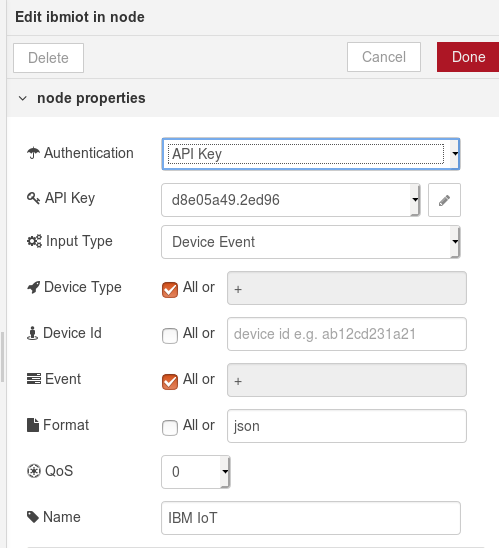 Edit ibmiot in node
Delete Cancel Done
node properties
Authentication API Key
API Key d8e05a49.2ed96
Input Type Device Event
Device Type All or +
Device Id All or device id e.g. ab12cd231a21
Event All or +
Format All or json
QoS 0
Name IBM IoT